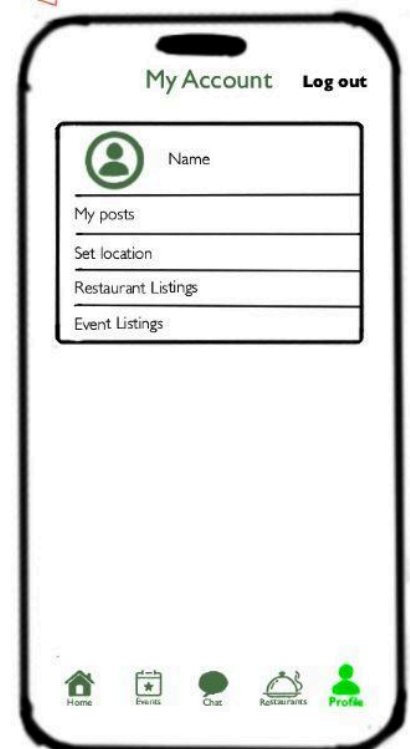 My Account Log out
Name
My posts
Set location
Restaurant Listings
Event Listings
Home Events Chat Restaurants Profile